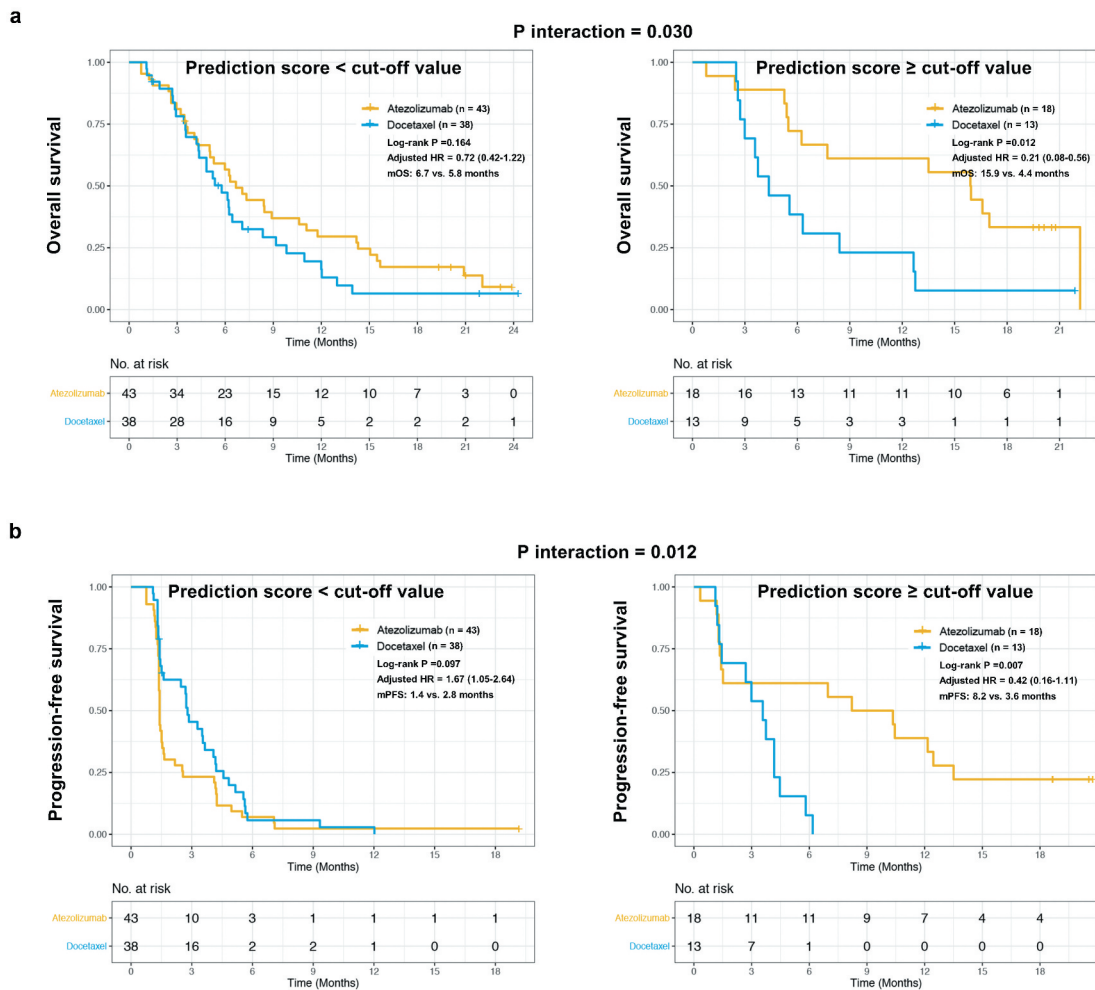 a
P interaction = 0.030
Prediction score < cut-off value
Atezolizumab (n = 43)
Docetaxel (n = 38)
Log-rank P =0.164
Adjusted HR = 0.72 (0.42-1.22)
mOS: 6.7 vs. 5.8 months
Overall survival
1.00
0.75
0.50
0.25
0.00
0 3 6 9 12 15 18 21 24
Time (Months)
No. at risk
Atezolizumab 43 34 23 15 12 10 7 3 0
Docetaxel 38 28 16 9 5 2 2 2 1
0 3 6 9 12 15 18 21 24
Time (Months)
Prediction score ≥ cut-off value
Atezolizumab (n = 18)
Docetaxel (n = 13)
Log-rank P =0.012
Adjusted HR = 0.21 (0.08-0.56)
mOS: 15.9 vs. 4.4 months
Overall survival
1.00
0.75
0.50
0.25
0.00
0 3 6 9 12 15 18 21
Time (Months)
No. at risk
Atezolizumab 18 16 13 11 11 10 6 1
Docetaxel 13 9 5 3 3 1 1 1
0 3 6 9 12 15 18 21
Time (Months)
b
P interaction = 0.012
Prediction score < cut-off value
Atezolizumab (n = 43)
Docetaxel (n = 38)
Log-rank P =0.097
Adjusted HR = 1.67 (1.05-2.64)
mPFS: 1.4 vs. 2.8 months
Progression-free survival
1.00
0.75
0.50
0.25
0.00
0 3 6 9 12 15 18
Time (Months)
No. at risk
Atezolizumab 43 10 3 1 1 1 1
Docetaxel 38 16 2 2 1 0 0
0 3 6 9 12 15 18
Time (Months)
Prediction score ≥ cut-off value
Atezolizumab (n = 18)
Docetaxel (n = 13)
Log-rank P =0.007
Adjusted HR = 0.42 (0.16-1.11)
mPFS: 8.2 vs. 3.6 months
Progression-free survival
1.00
0.75
0.50
0.25
0.00
0 3 6 9 12 15 18
Time (Months)
No. at risk
Atezolizumab 18 11 11 9 7 4 4
Docetaxel 13 7 1 0 0 0 0
0 3 6 9 12 15 18
Time (Months)